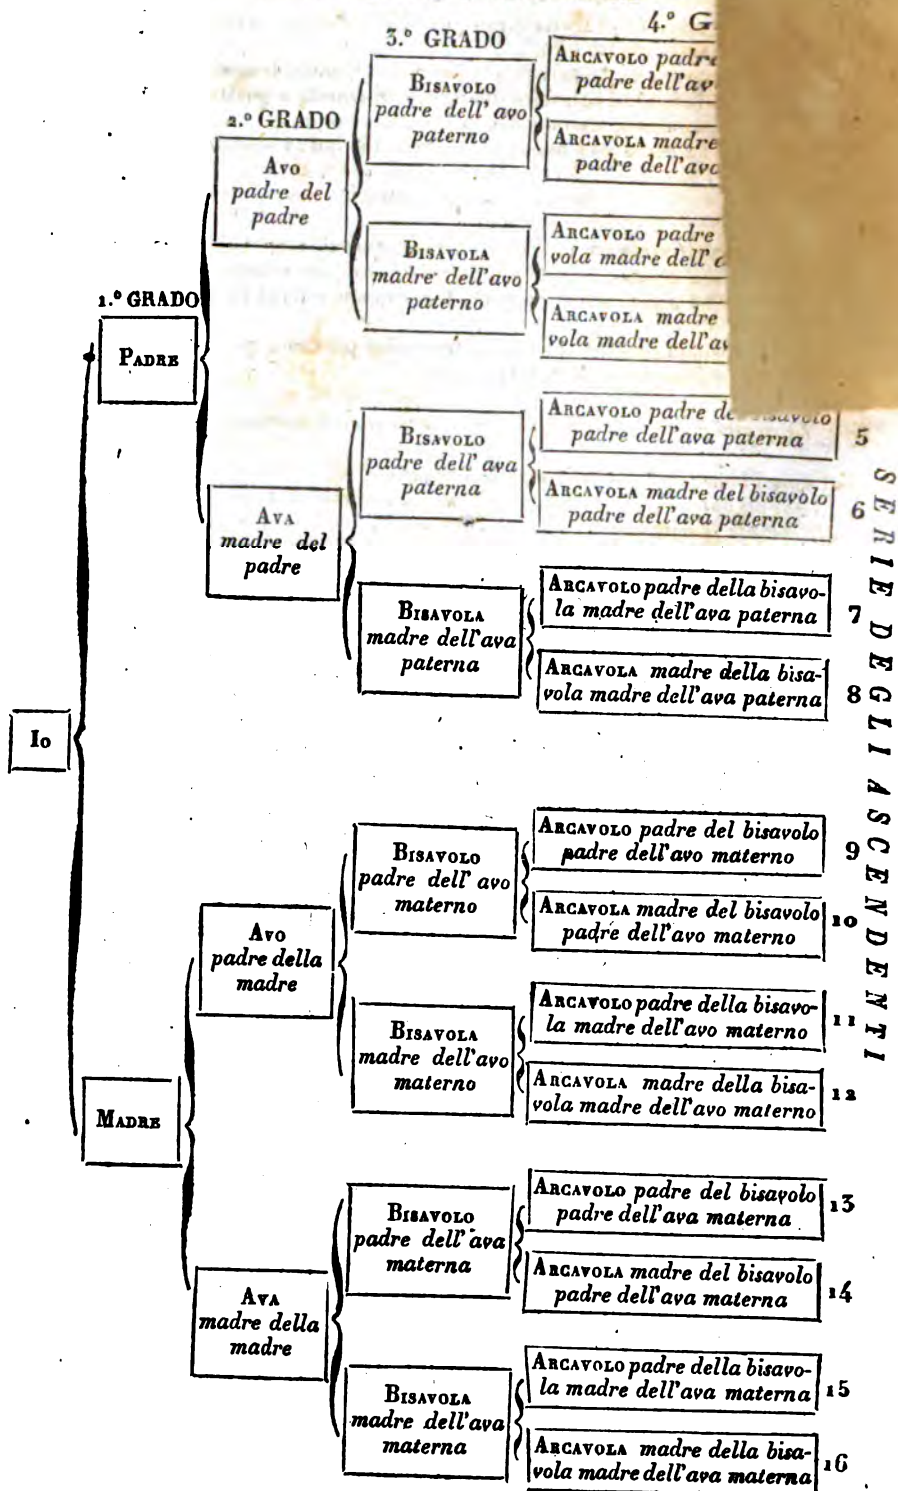 1.º GRADO
2.º GRADO
3.º GRADO
4.º
Io
PADRE
AVO
padre del
padre
BISAVOLO
padre dell' avo
paterno
ARCAVOLO padre
padre dell'
ARCAVOLA madre
padre dell'avo
BISAVOLA
madre dell'avo
paterno
ARCAVOLO padre
vola madre dell'
ARCAVOLA madre
vola madre dell'
AVA
madre del
padre
BISAVOLO
padre dell' ava
paterna
ARCAVOLO padre bisavolo
padre dell'ava paterna
5
ARCAVOLA madre del bisavolo
padre dell'ava paterna
6
BISAVOLA
madre dell'ava
paterna
ARCAVOLO padre della bisavo-
la madre dell'ava paterna
7
ARCAVOLA madre della bisa-
vola madre dell'ava paterna
8
MADRE
AVO
padre della
madre
BISAVOLO
padre dell' avo
materno
ARCAVOLO padre del bisavolo
padre dell'avo materno
9
ARCAVOLA madre del bisavolo
padre dell'avo materno
10
BISAVOLA
madre dell'avo
materno
ARCAVOLO padre della bisavo-
la madre dell'avo materno
11
ARCAVOLA madre della bisa-
vola madre dell'avo materno
12
AVA
madre della
madre
BISAVOLO
padre dell'ava
materna
ARCAVOLO padre del bisavolo
padre dell'ava materna
13
ARCAVOLA madre del bisavolo
padre dell'ava materna
14
BISAVOLA
madre dell'ava
materna
ARCAVOLO padre della bisavo-
la madre dell'ava materna
15
ARCAVOLA madre della bisa-
vola madre dell'ava materna
16
SERIE DEGLI ASCENDENTI